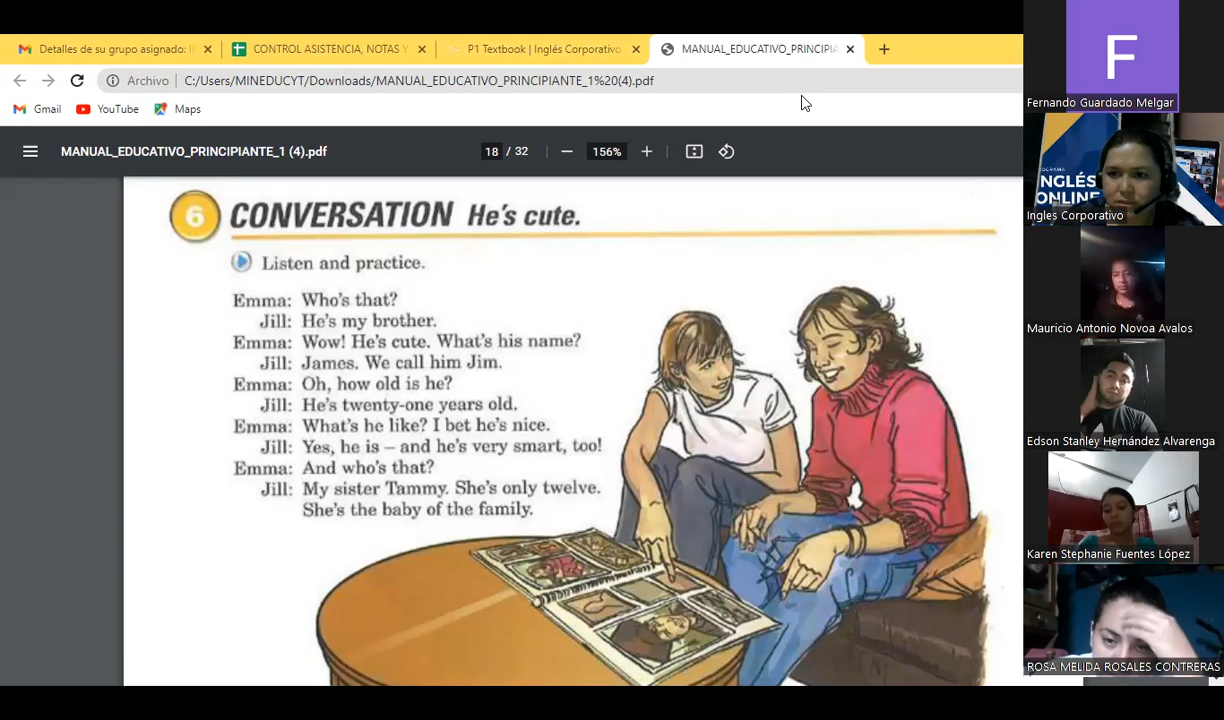 Detalles de su grupo asignado: II
CONTROL ASISTENCIA, NOTAS Y
P1 Textbook | Inglés Corporativo
MANUAL_EDUCATIVO_PRINCIPIA
Archivo C:/Users/MINEDUCYT/Downloads/MANUAL_EDUCATIVO_PRINCIPIANTE_1%20(4).pdf
Gmail YouTube Maps
MANUAL_EDUCATIVO_PRINCIPIANTE_1 (4).pdf 18 / 32 156%
6 CONVERSATION He's cute.
Listen and practice.
Emma: Who's that?
Jill: He's my brother.
Emma: Wow! He's cute. What's his name?
Jill: James. We call him Jim.
Emma: Oh, how old is he?
Jill: He's twenty-one years old.
Emma: What's he like? I bet he's nice.
Jill: Yes, he is – and he's very smart, too!
Emma: And who's that?
Jill: My sister Tammy. She's only twelve.
She's the baby of the family.
F
Fernando Guardado Melgar
INGLÉS
ONLINE
Ingles Corporativo
Mauricio Antonio Novoa Avalos
Edson Stanley Hernández Alvarenga
Karen Stephanie Fuentes López
ROSA MELIDA ROSALES CONTRERAS